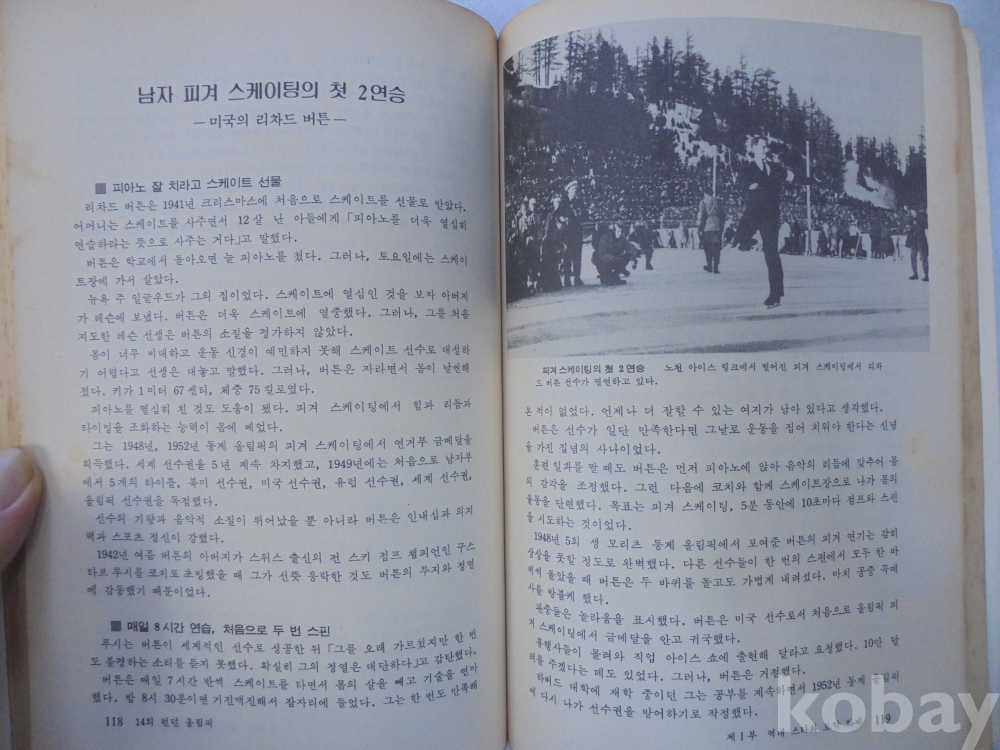 남자 피겨 스케이팅의 첫 2연승
— 미국의 리차드 버튼 —
■ 피아노 잘 치라고 스케이트 선물
리차드 버튼은 1941년 크리스마스에 처음으로 스케이트를 선물로 받았다.
어머니는 스케이트를 사주면서 12살 난 아들에게 「피아노를 더욱 열심히
연습하라는 뜻으로 사주는 거다」고 말했다.
버튼은 학교에서 돌아오면 늘 피아노를 쳤다. 그러나, 토요일에는 스케이
트장에 가서 살았다.
뉴욕 주 잉글우드가 그의 집이었다. 스케이트에 열심인 것을 보자 아버지
가 레슨에 보냈다. 버튼은 더욱 스케이트에 열중했다. 그러나, 그를 처음
지도한 레슨 선생은 버튼의 소질을 평가하지 않았다.
몸이 너무 비대하고 운동 신경이 예민하지 못해 스케이트 선수로 대성하
기 어렵다고 선생은 대놓고 말했다. 그러나, 버튼은 자라면서 몸이 날씬해
졌다. 키가 1미터 67센티, 체중 75킬로였다.
피아노를 열심히 친 것도 도움이 됐다. 피겨 스케이팅에서 힘과 리듬과
타이밍을 조화하는 능력이 몸에 배었다.
그는 1948년, 1952년 동계 올림픽의 피겨 스케이팅에서 연거푸 금메달을
획득했다. 세계 선수권을 5년 계속 차지했고, 1949년에는 처음으로 남자부
에서 5개의 타이틀, 북미 선수권, 미국 선수권, 유럽 선수권, 세계 선수권,
올림픽 선수권을 독점했다.
선수의 기량과 음악적 소질이 뛰어났을 뿐 아니라 버튼은 인내심과 의지
력과 스포츠 정신이 강했다.
1942년 여름 버튼의 아버지가 스위스 출신의 전 스키 점프 챔피언인 구스
타브 루시를 코치로 초빙했을 때 그가 선뜻 응락한 것도 버튼의 투지와 정열
에 감동했기 때문이었다.
■ 매일 8시간 연습, 처음으로 두 번 스핀
루시는 버튼이 세계적인 선수로 성공한 뒤 「그를 오래 가르쳤지만 한 번
도 불평하는 소리를 듣지 못했다. 확실히 그의 정열은 대단하다」고 감탄했다.
버튼은 매일 7시간 반씩 스케이트를 타면서 몸의 살을 빼고 기술을 연마
했다. 밤 8시 30분이면 기진맥진해서 잠자리에 들었다. 그는 한 번도 만족해
118 14회 런던 올림픽
피겨 스케이팅의 첫 2연승 노천 아이스 링크에서 벌어진 피겨 스케이팅에서 리차
드 버튼 선수가 열연하고 있다.
본 적이 없었다. 언제나 더 잘할 수 있는 여지가 남아 있다고 생각했다.
버튼은 선수가 일단 만족한다면 그날로 운동을 집어 치워야 한다는 신념
을 가진 집념의 사나이었다.
훈련 일과를 짤 때도 버튼은 먼저 피아노에 앉아 음악의 리듬에 맞추어 몸
의 감각을 조정했다. 그런 다음에 코치와 함께 스케이트장으로 나가 몸의
율동을 단련했다. 목표는 피겨 스케이팅, 5분 동안에 10초마다 점프와 스핀
을 시도하는 것이었다.
1948년 5회 생 모리츠 동계 올림픽에서 보여준 버튼의 피겨 연기는 감히
상상을 못할 정도로 완벽했다. 다른 선수들이 한 번의 스핀에서 모두 한 바
퀴씩 돌았을 때 버튼은 두 바퀴를 돌고도 가볍게 내려섰다. 마치 공중 곡예
사를 방불케 했다.
관중들은 놀라움을 표시했다. 버튼은 미국 선수로서 처음으로 올림픽 피
겨 스케이팅에서 금메달을 안고 귀국했다.
흥행사들이 몰려와 직업 아이스 쇼에 출현해 달라고 요청했다. 10만 달
러를 주겠다는 데도 있었다. 그러나, 버튼은 거절했다.
하버드 대학에 재학 중이던 그는 공부를 계속하면서 1952년 동계 올림픽
에 다시 나가 선수권을 방어하기로 작정했다.
제 1 부 역대 스타와 119
kobay